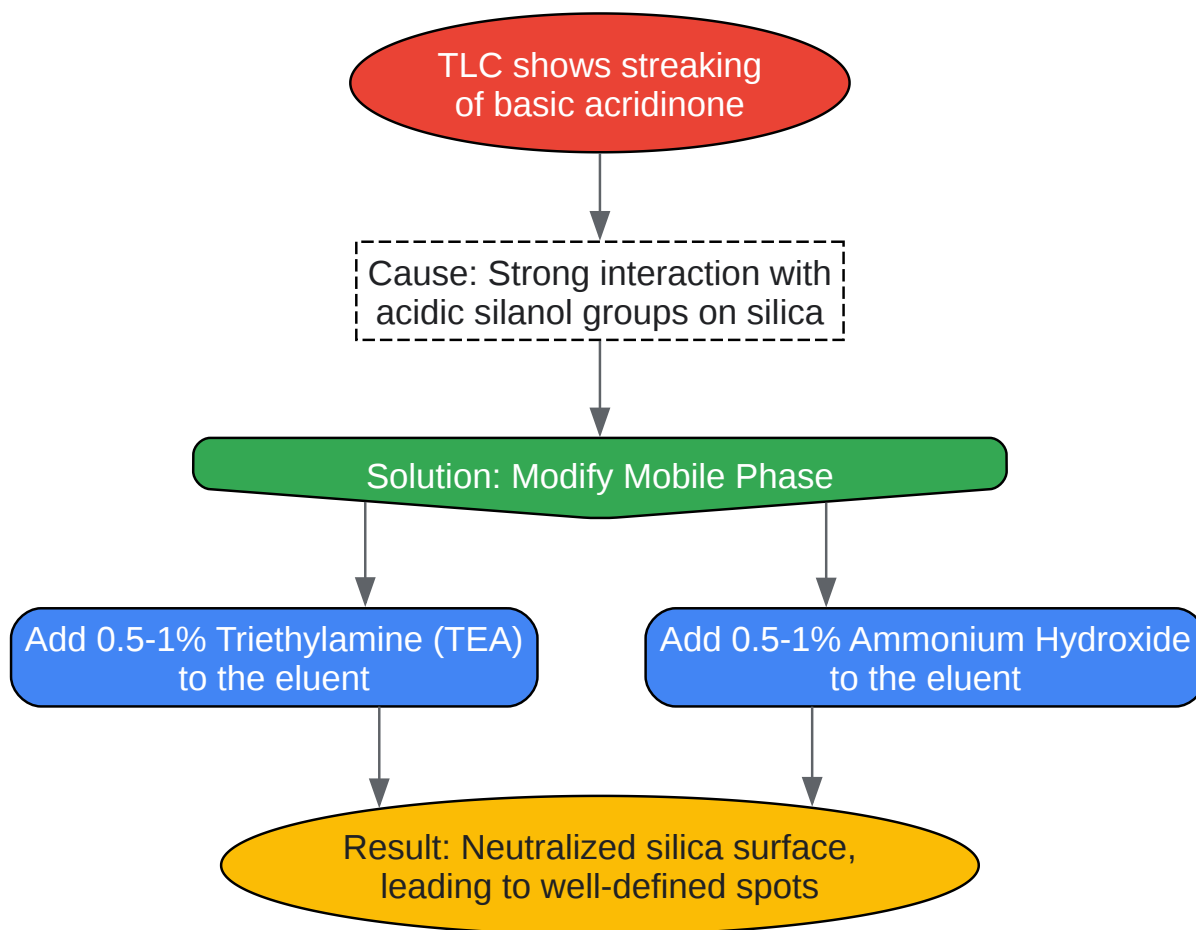 TLC shows streaking
of basic acridinone
Cause: Strong interaction with
acidic silanol groups on silica
Solution: Modify Mobile Phase
Add 0.5-1% Triethylamine (TEA)
to the eluent
Add 0.5-1% Ammonium Hydroxide
to the eluent
Result: Neutralized silica surface,
leading to well-defined spots